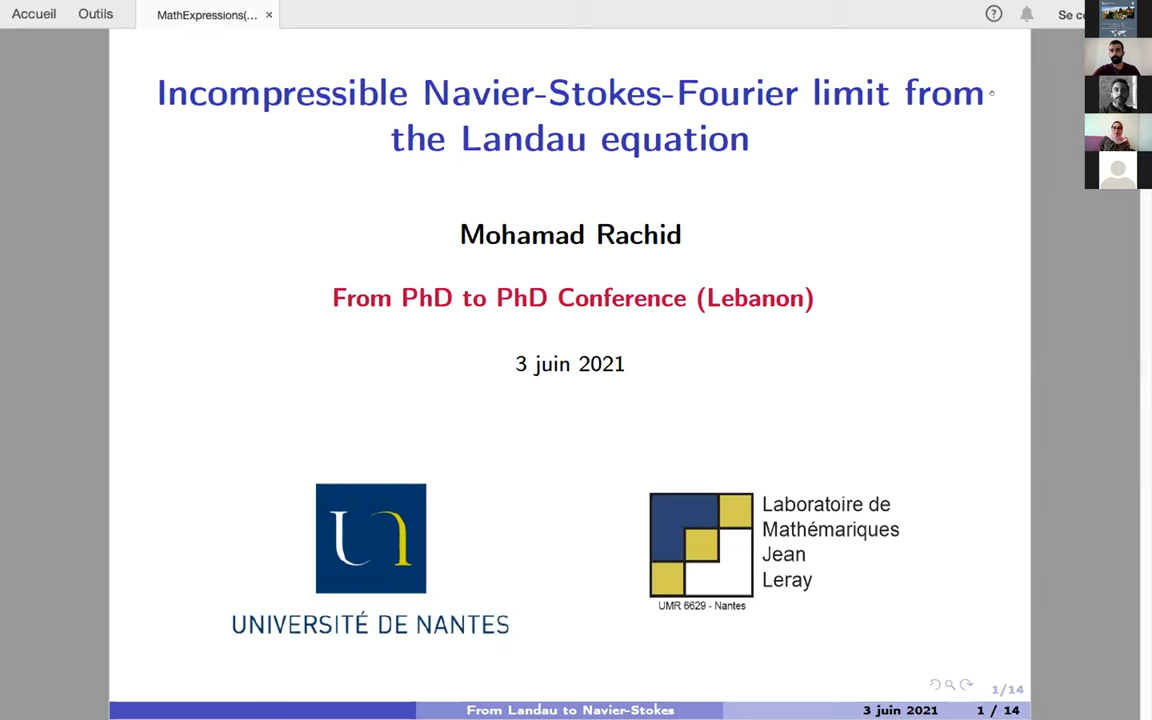 Accueil
Outils
MathExpressions(... ×
?
Incompressible Navier-Stokes-Fourier limit from
the Landau equation
Mohamad Rachid
From PhD to PhD Conference (Lebanon)
3 juin 2021
UNIVERSITÉ DE NANTES
Laboratoire de
Mathémariques
Jean
Leray
UMR 6629 - Nantes
1/14
From Landau to Navier-Stokes
3 juin 2021
1 / 14